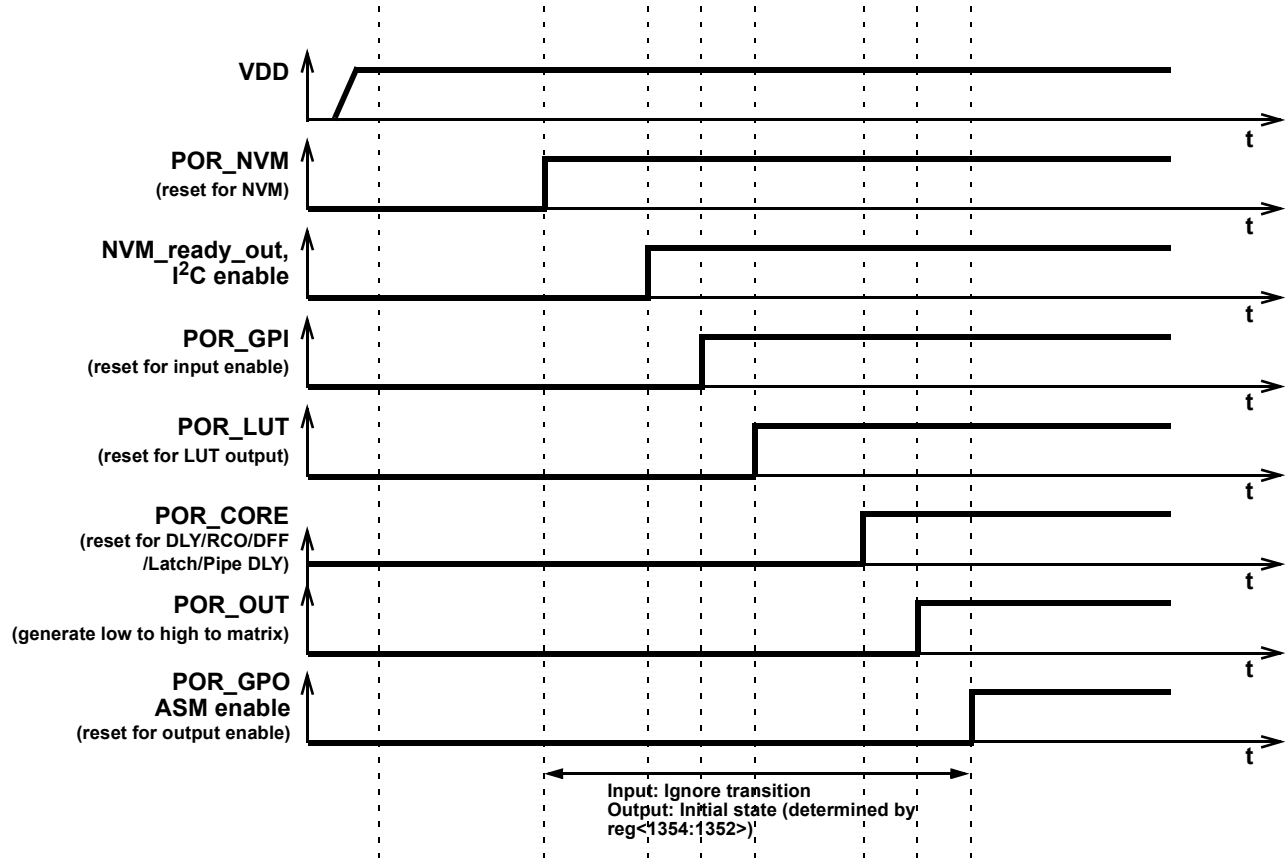 VDD
t
POR_NVM
(reset for NVM)
t
NVM_ready_out,
I²C enable
t
POR_GPI
(reset for input enable)
t
POR_LUT
(reset for LUT output)
t
POR_CORE
(reset for DLY/RCO/DFF
/Latch/Pipe DLY)
t
POR_OUT
(generate low to high to matrix)
t
POR_GPO
ASM enable
(reset for output enable)
t
Input: Ignore transition
Output: Initial state (determined by
reg<1354:1352>)